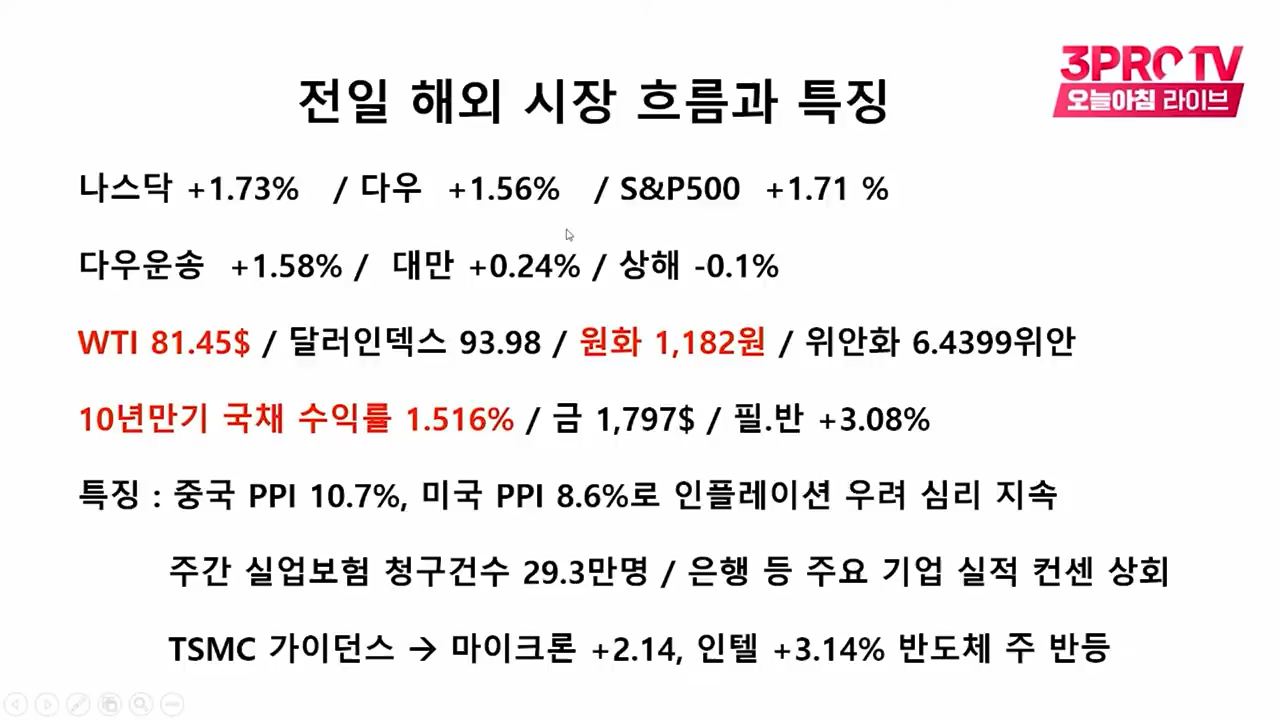 3PRO TV
오늘아침 라이브
전일 해외 시장 흐름과 특징
나스닥 +1.73% / 다우 +1.56% / S&P500 +1.71 %
다우운송 +1.58% / 대만 +0.24% / 상해 -0.1%
WTI 81.45$ / 달러인덱스 93.98 / 원화 1,182원 / 위안화 6.4399위안
10년만기 국채 수익률 1.516% / 금 1,797$ / 필.반 +3.08%
특징 : 중국 PPI 10.7%, 미국 PPI 8.6%로 인플레이션 우려 심리 지속
주간 실업보험 청구건수 29.3만명 / 은행 등 주요 기업 실적 컨센 상회
TSMC 가이던스 → 마이크론 +2.14, 인텔 +3.14% 반도체 주 반등